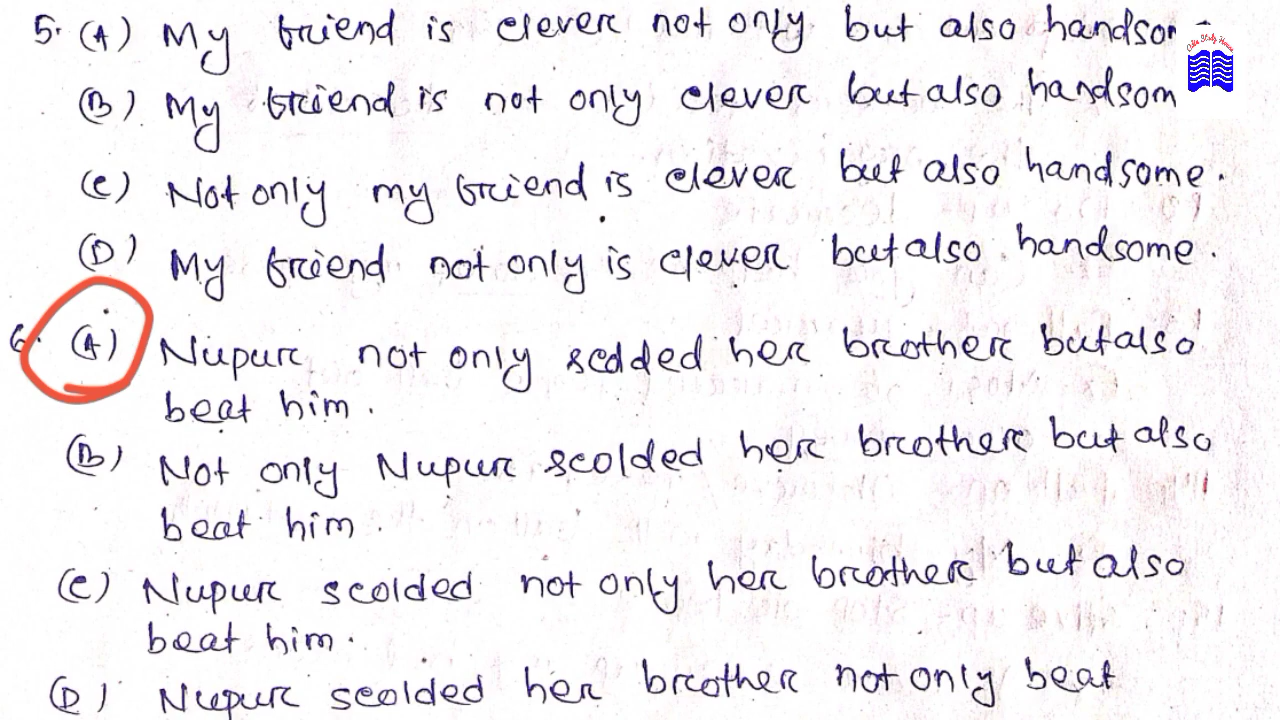 5. (A) My friend is clever not only but also handsom
Alia Study House
(B) My friend is not only clever but also handsom
(C) Not only my friend is clever but also handsome.
(D) My friend not only is clever but also handsome.
6. (A) Nupur not only scolded her brother but also
beat him.
(B) Not only Nupur scolded her brother but also
beat him.
(C) Nupur scolded not only her brother but also
beat him.
(D) Nupur scolded her brother not only beat